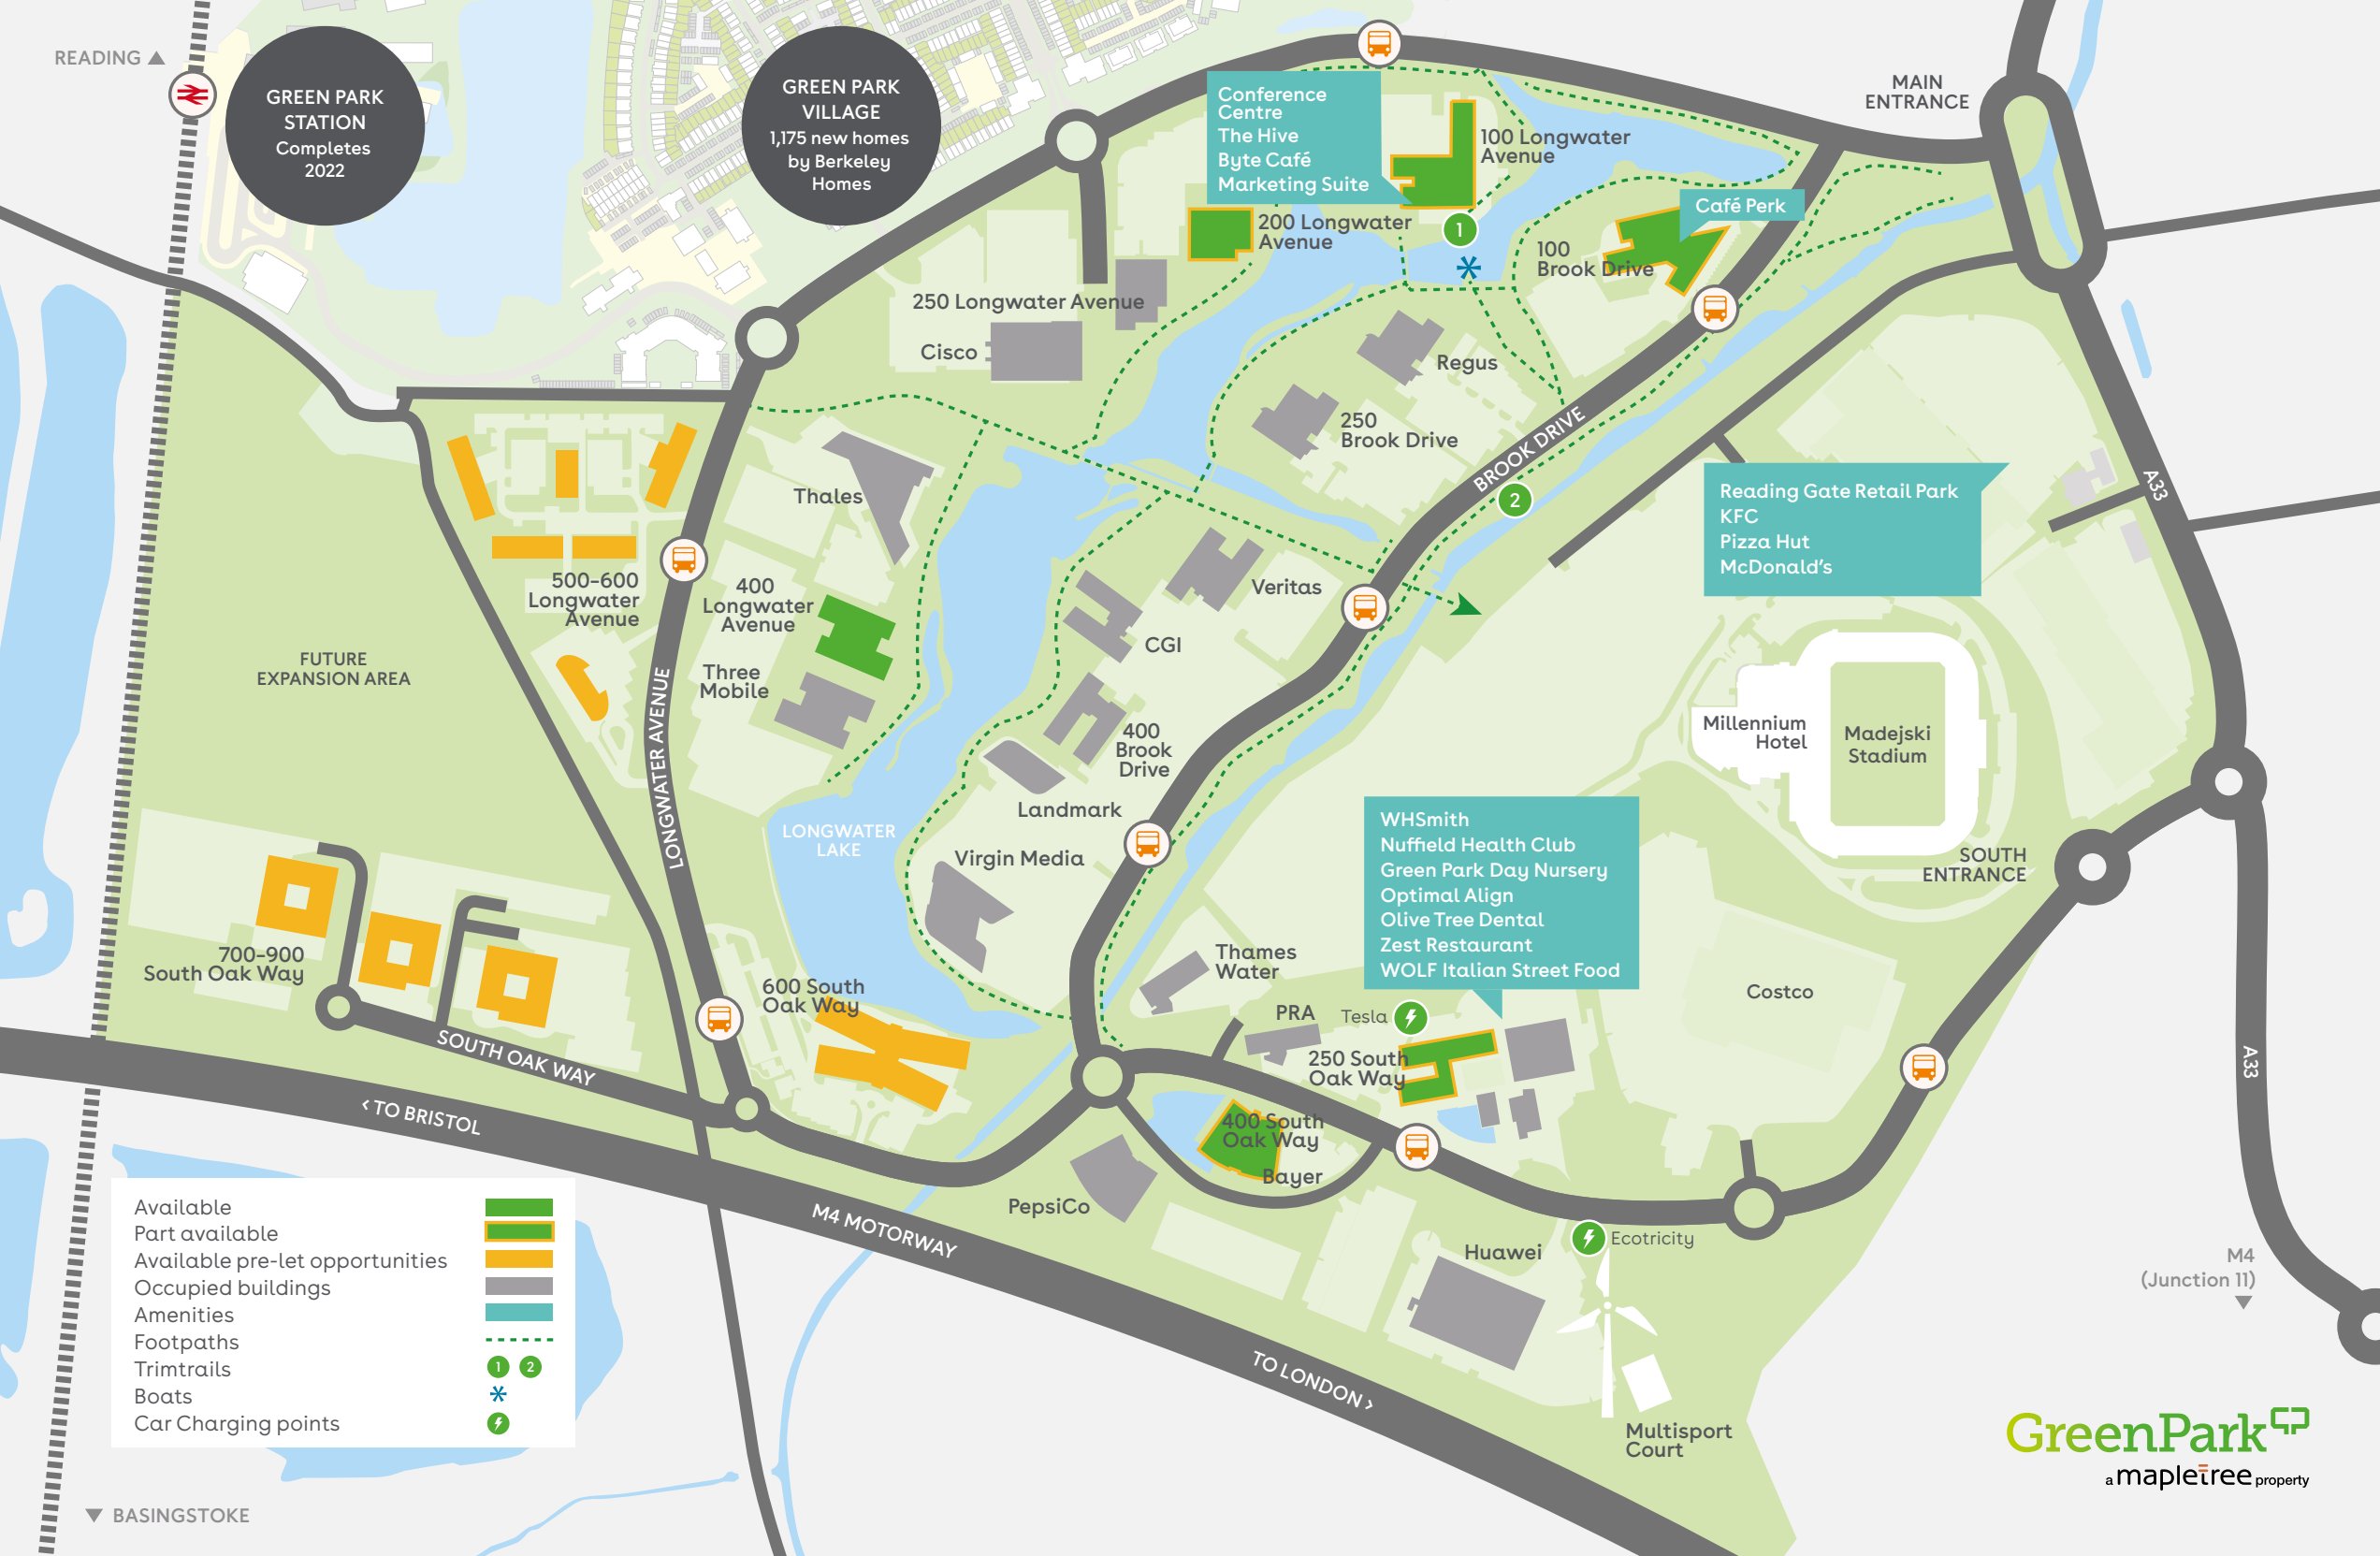 READING
GREEN PARK
STATION
Completes
2022
GREEN PARK
VILLAGE
1,175 new homes
by Berkeley
Homes
MAIN
ENTRANCE
Conference
Centre
The Hive
Byte Café
Marketing Suite
100 Longwater
Avenue
200 Longwater
Avenue
1
Café Perk
100
Brook Drive
250 Longwater Avenue
Cisco
Regus
250
Brook Drive
BROOK DRIVE
2
A33
Reading Gate Retail Park
KFC
Pizza Hut
McDonald's
Thales
500-600
Longwater
Avenue
400
Longwater
Avenue
Three
Mobile
LONGWATER AVENUE
Veritas
CGI
400
Brook
Drive
Landmark
Virgin Media
LONGWATER
LAKE
FUTURE
EXPANSION AREA
Millennium
Hotel
Madejski
Stadium
SOUTH
ENTRANCE
WHSmith
Nuffield Health Club
Green Park Day Nursery
Optimal Align
Olive Tree Dental
Zest Restaurant
WOLF Italian Street Food
700-900
South Oak Way
600 South
Oak Way
Thames
Water
PRA
Tesla
250 South
Oak Way
Costco
SOUTH OAK WAY
< TO BRISTOL
400 South
Oak Way
Bayer
PepsiCo
M4 MOTORWAY
Huawei
Ecotricity
A33
M4
(Junction 11)
TO LONDON >
Multisport
Court
Available
Part available
Available pre-let opportunities
Occupied buildings
Amenities
Footpaths
Trimtrails 1 2
Boats
Car Charging points
BASINGSTOKE
GreenPark
a mapletree property